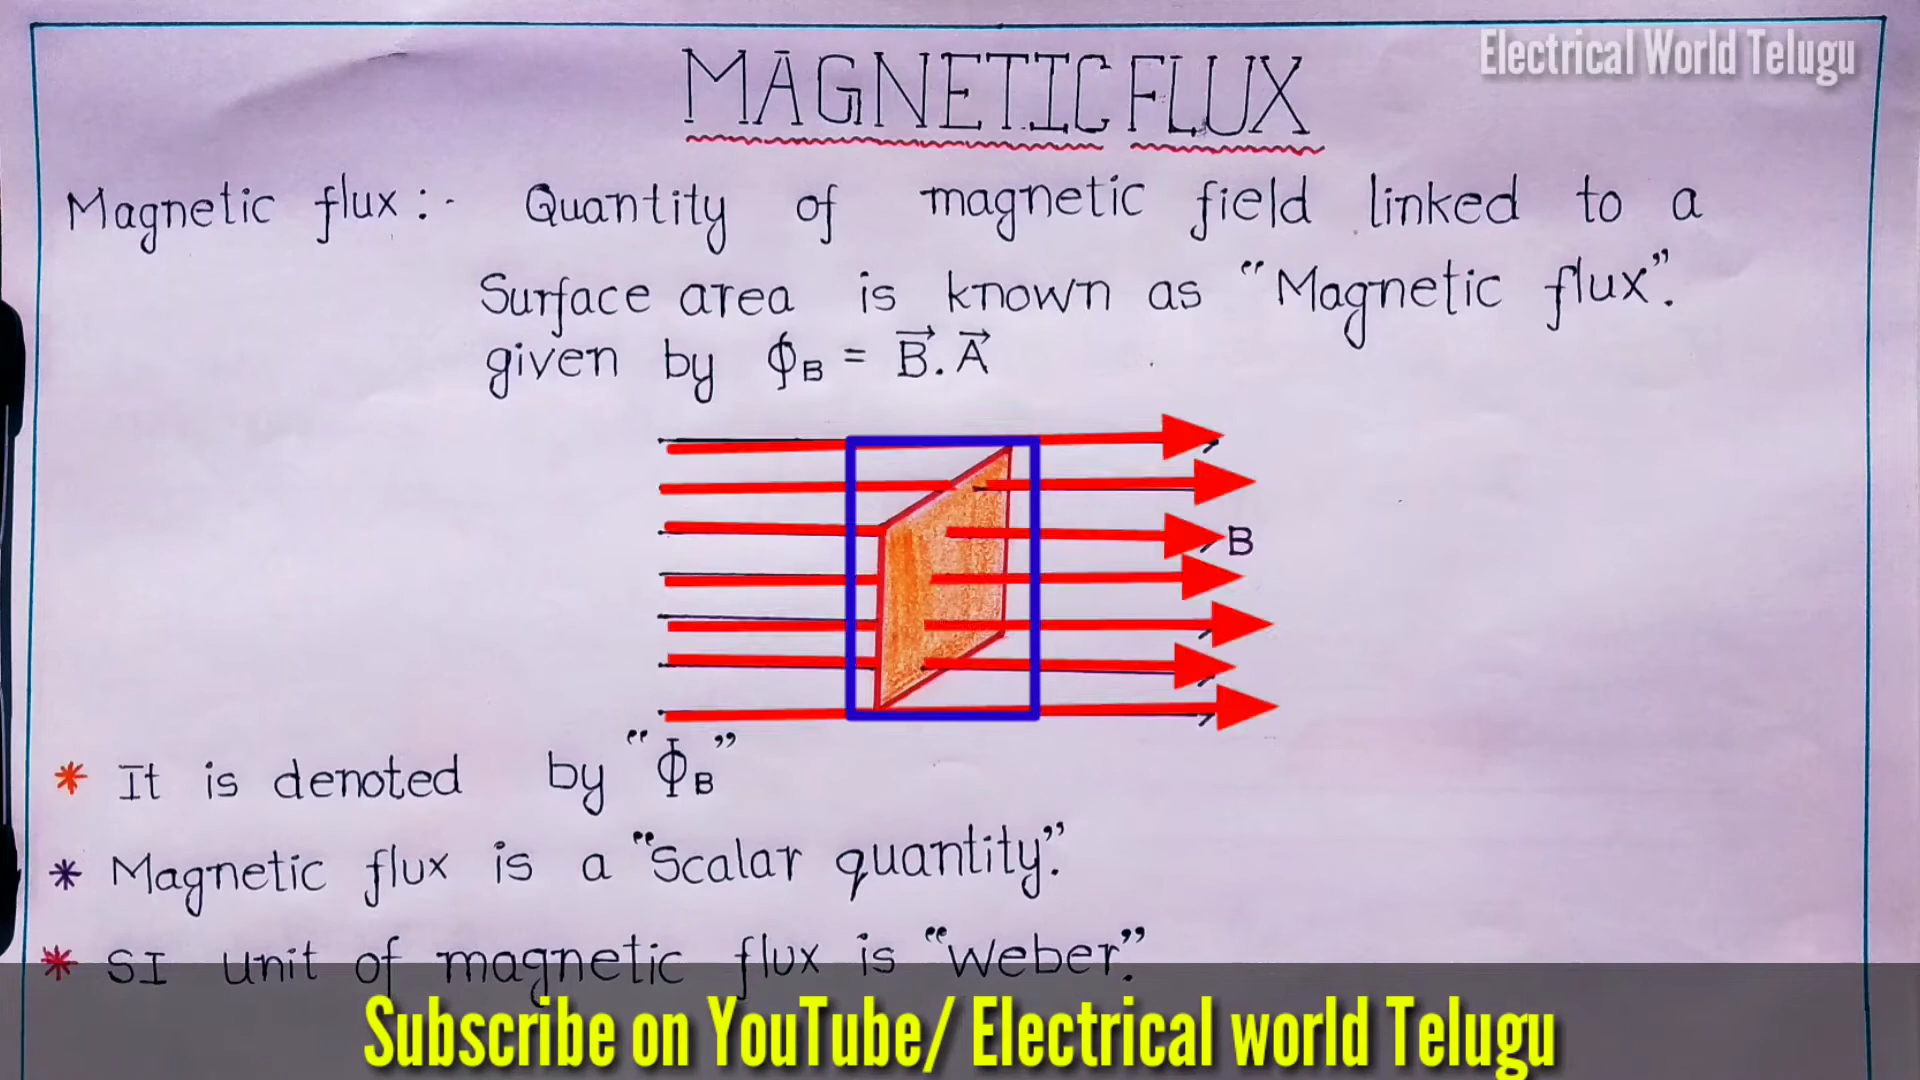 Electrical World Telugu
MAGNETIC FLUX
Magnetic flux :- Quantity of magnetic field linked to a
Surface area is known as "Magnetic flux".
given by ϕB = B⃗.A⃗
B
* It is denoted by "ΦB"
* Magnetic flux is a "Scalar quantity".
* SI unit of magnetic flux is "Weber".
Subscribe on YouTube/ Electrical world Telugu